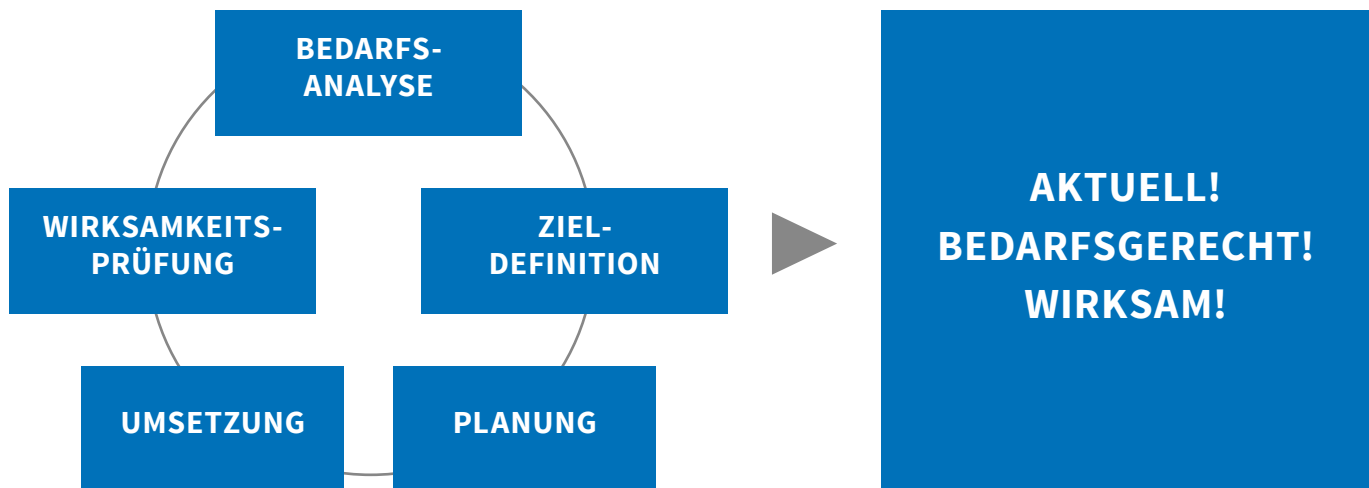 BEDARFS-
ANALYSE
WIRKSAMKEITS-
PRÜFUNG
ZIEL-
DEFINITION
UMSETZUNG
PLANUNG
AKTUELL!
BEDARFSGERECHT!
WIRKSAM!